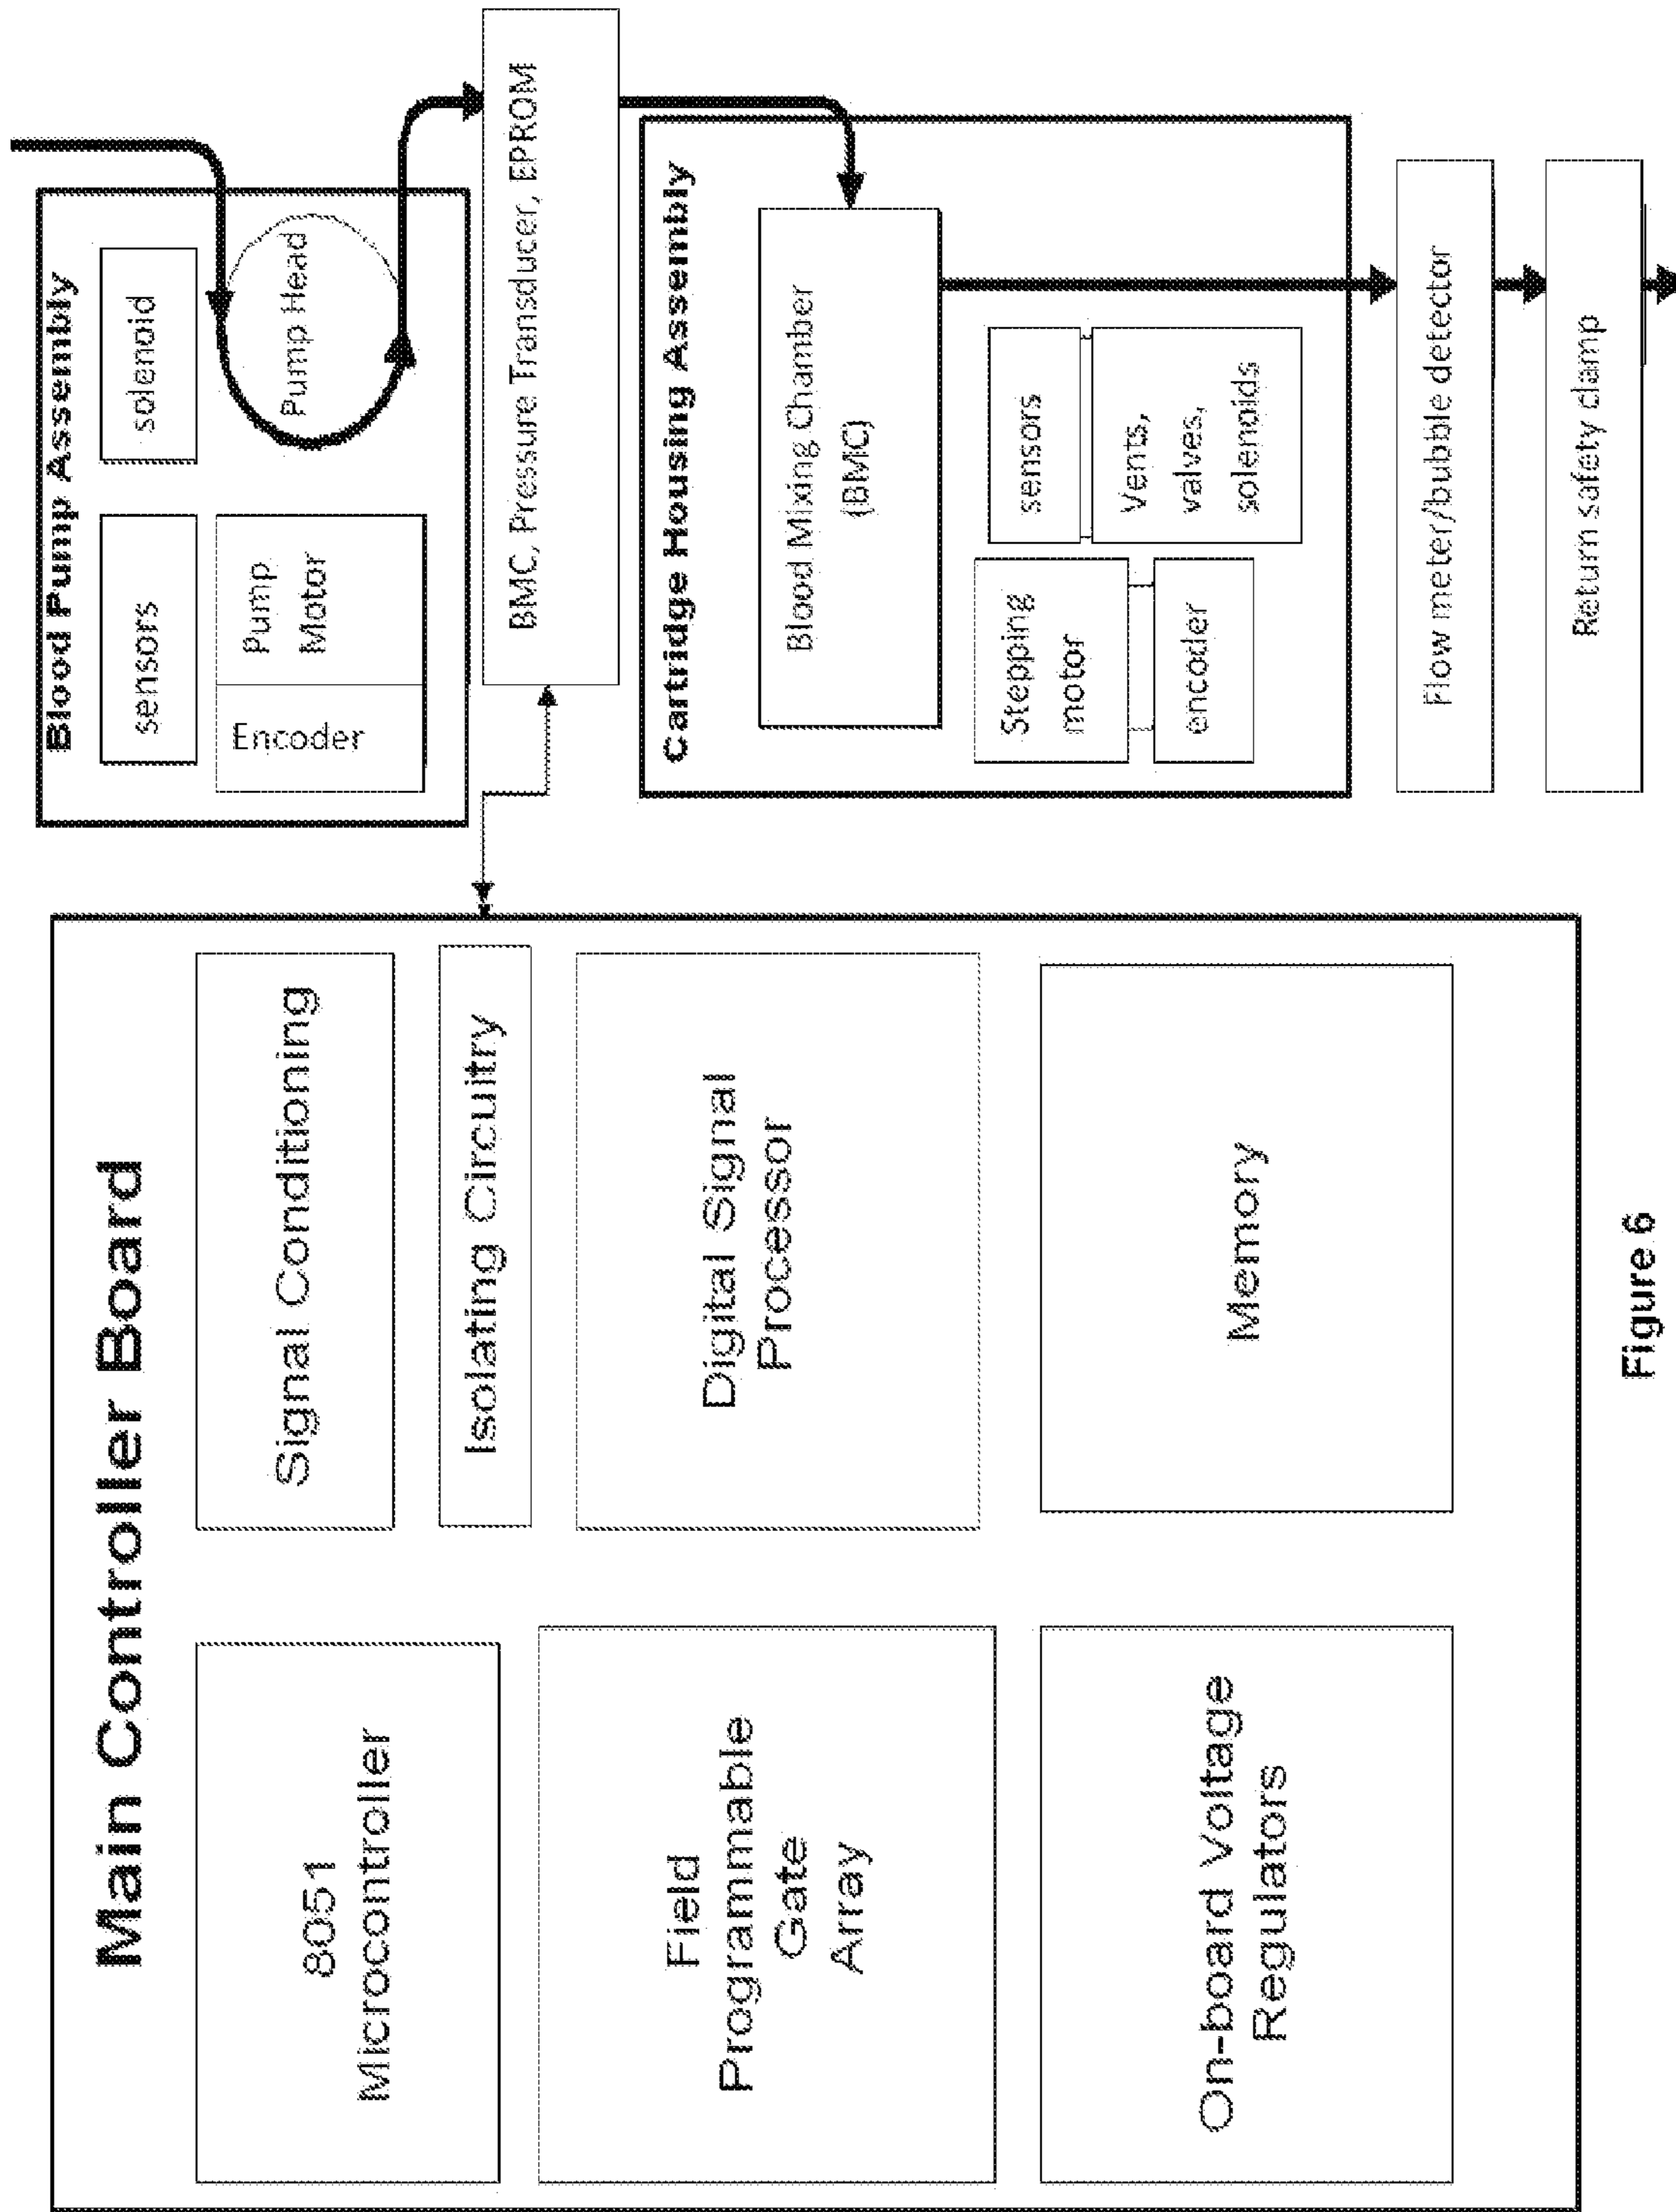 Main Controller Board
8051
Microcontroller
Signal Conditioning
Isolating Circuitry
Field
Programmable
Gate
Array
Digital Signal
Processor
On-board Voltage
Regulators
Memory
Blood Pump Assembly
sensors
solenoid
Encoder
Pump
Motor
Pump Head
BMC, Pressure Transducer, EPROM
Cartridge Housing Assembly
Blood Mixing Chamber
(BMC)
Stepping
motor
encoder
sensors
Vents,
valves,
solenoids
Flow meter/bubble detector
Return safety clamp
Figure 6